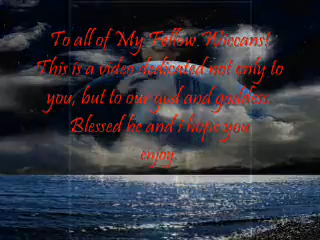 To all of My Fellow Wiccans!
This is a video dedicated not only to
you, but to our god and goddess.
Blessed be and i hope you
enjoy.